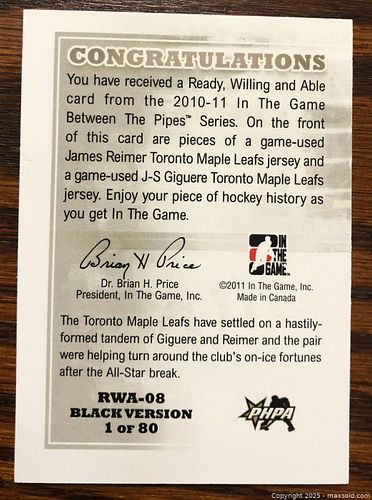 CONGRATULATIONS
You have received a Ready, Willing and Able
card from the 2010-11 In The Game
Between The Pipes™ Series. On the front
of this card are pieces of a game-used
James Reimer Toronto Maple Leafs jersey and
a game-used J-S Giguere Toronto Maple Leafs
jersey. Enjoy your piece of hockey history as
you get In The Game.
Brian H Price
Dr. Brian H. Price
President, In The Game, Inc.
IN
THE
GAME
©2011 In The Game, Inc.
Made in Canada
The Toronto Maple Leafs have settled on a hastily-
formed tandem of Giguere and Reimer and the pair
were helping turn around the club's on-ice fortunes
after the All-Star break.
RWA-08
BLACK VERSION
1 OF 80
PHPA
Copyright 2025 - maxsold.com